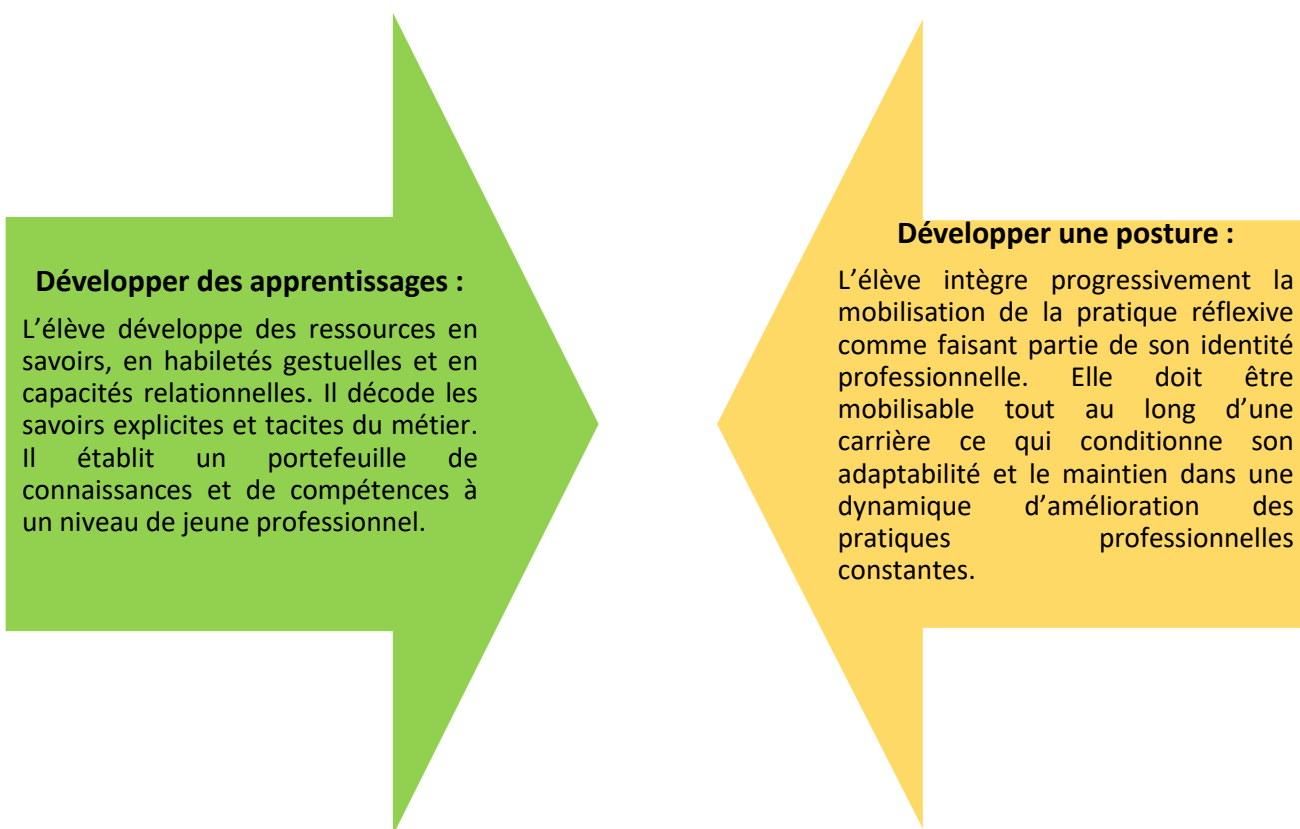 Développer des apprentissages :
L’élève développe des ressources en
savoirs, en habiletés gestuelles et en
capacités relationnelles. Il décode les
savoirs explicites et tacites du métier.
Il établit un portefeuille de
connaissances et de compétences à
un niveau de jeune professionnel.
Développer une posture :
L’élève intègre progressivement la
mobilisation de la pratique réflexive
comme faisant partie de son identité
professionnelle. Elle doit être
mobilisable tout au long d’une
carrière ce qui conditionne son
adaptabilité et le maintien dans une
dynamique d’amélioration des
pratiques professionnelles
constantes.